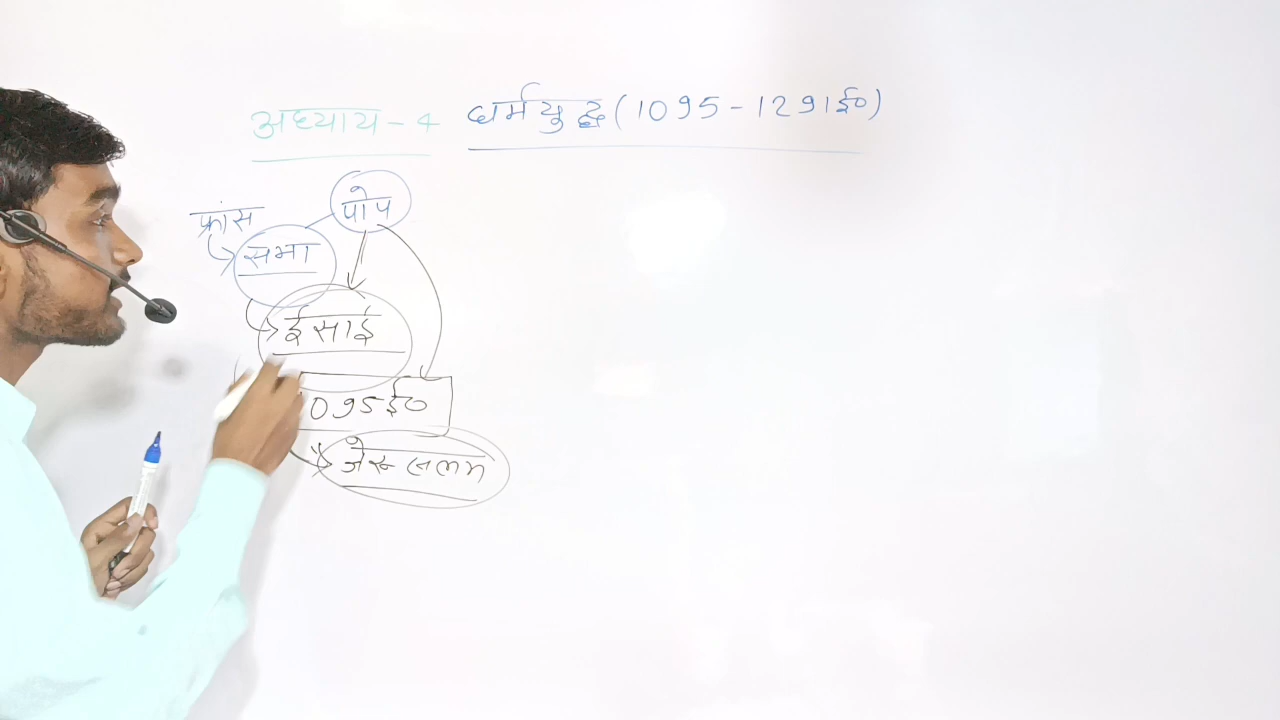 अध्याय - 4 धर्मयुद्ध (1095 - 1291ई०)
पोप
फ्रांस
सभा
ईसाई
1095ई०
जेरूसलम